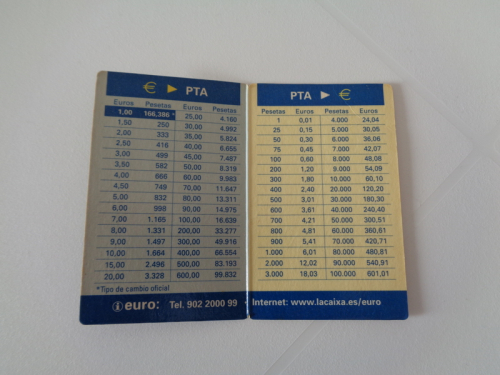 € ▶ PTA
Euros Pesetas Euros Pesetas
1,00 166,386 * 25,00 4.160
1,50 250 30,00 4.992
2,00 333 35,00 5.824
2,50 416 40,00 6.655
3,00 499 45,00 7.487
3,50 582 50,00 8.319
4,00 666 60,00 9.983
4,50 749 70,00 11.647
5,00 832 80,00 13.311
6,00 998 90,00 14.975
7,00 1.165 100,00 16.639
8,00 1.331 200,00 33.277
9,00 1.497 300,00 49.916
10,00 1.664 400,00 66.554
15,00 2.496 500,00 83.193
20,00 3.328 600,00 99.832
*Tipo de cambio oficial
i euro: Tel. 902 2000 99
PTA ▶ €
Pesetas Euros Pesetas Euros
1 0,01 4.000 24,04
25 0,15 5.000 30,05
50 0,30 6.000 36,06
75 0,45 7.000 42,07
100 0,60 8.000 48,08
200 1,20 9.000 54,09
300 1,80 10.000 60,10
400 2,40 20.000 120,20
500 3,01 30.000 180,30
600 3,61 40.000 240,40
700 4,21 50.000 300,51
800 4,81 60.000 360,61
900 5,41 70.000 420,71
1.000 6,01 80.000 480,81
2.000 12,02 90.000 540,91
3.000 18,03 100.000 601,01
Internet: www.lacaixa.es/euro